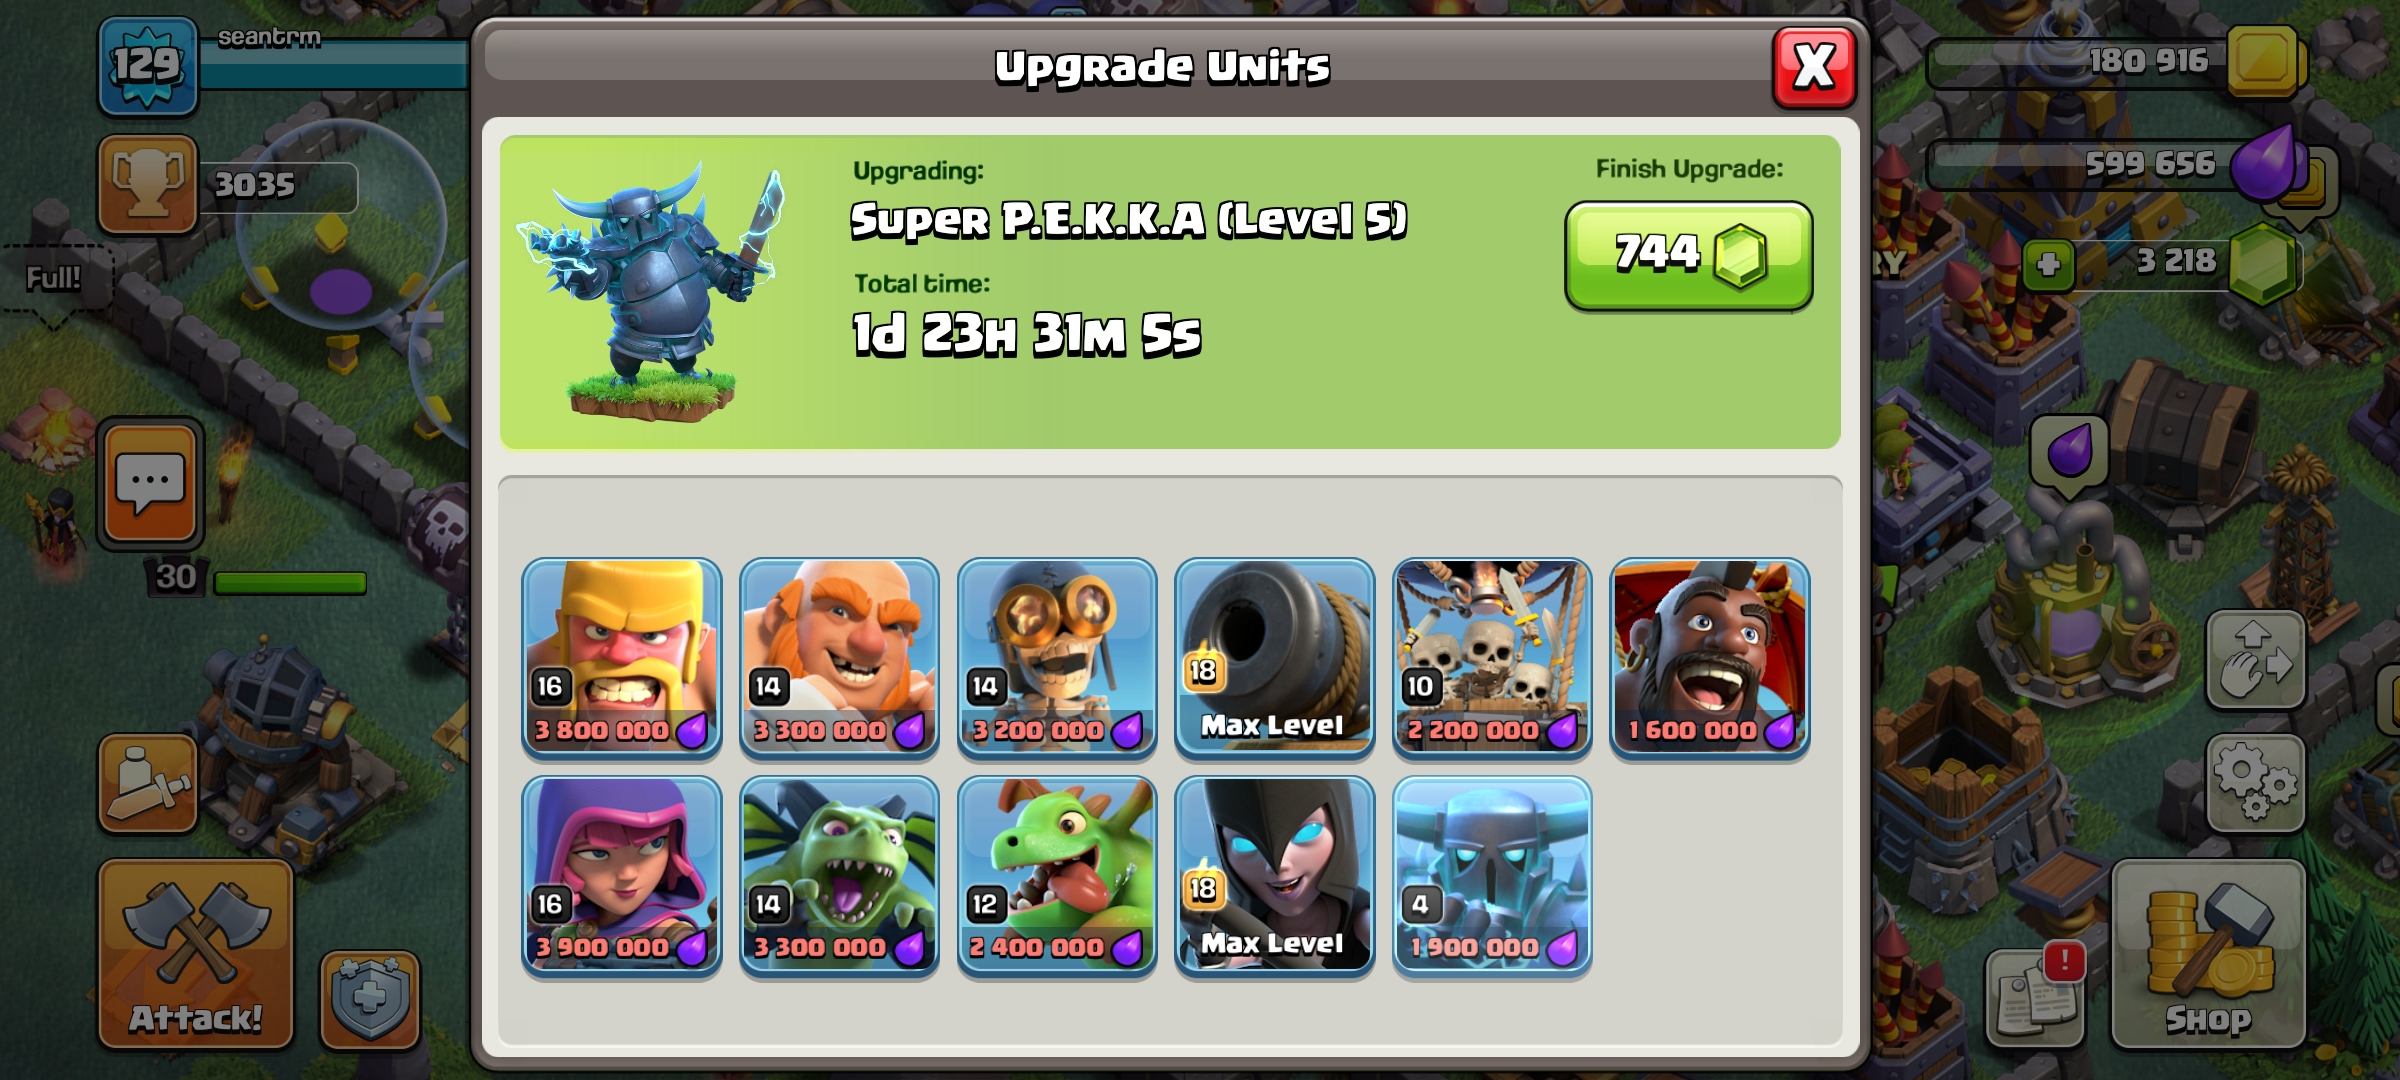 129
seantrm
3035
Full!
30
Attack!
Upgrade Units
X
Upgrading:
Super P.E.K.K.A (Level 5)
Total time:
1d 23H 31M 5s
Finish Upgrade:
744
16
3 800 000
14
3 300 000
14
3 200 000
18
Max Level
10
2 200 000
1 600 000
16
3 900 000
14
3 300 000
12
2 400 000
18
Max Level
4
1 900 000
180 916
599 656
3 218
RY
!
Shop